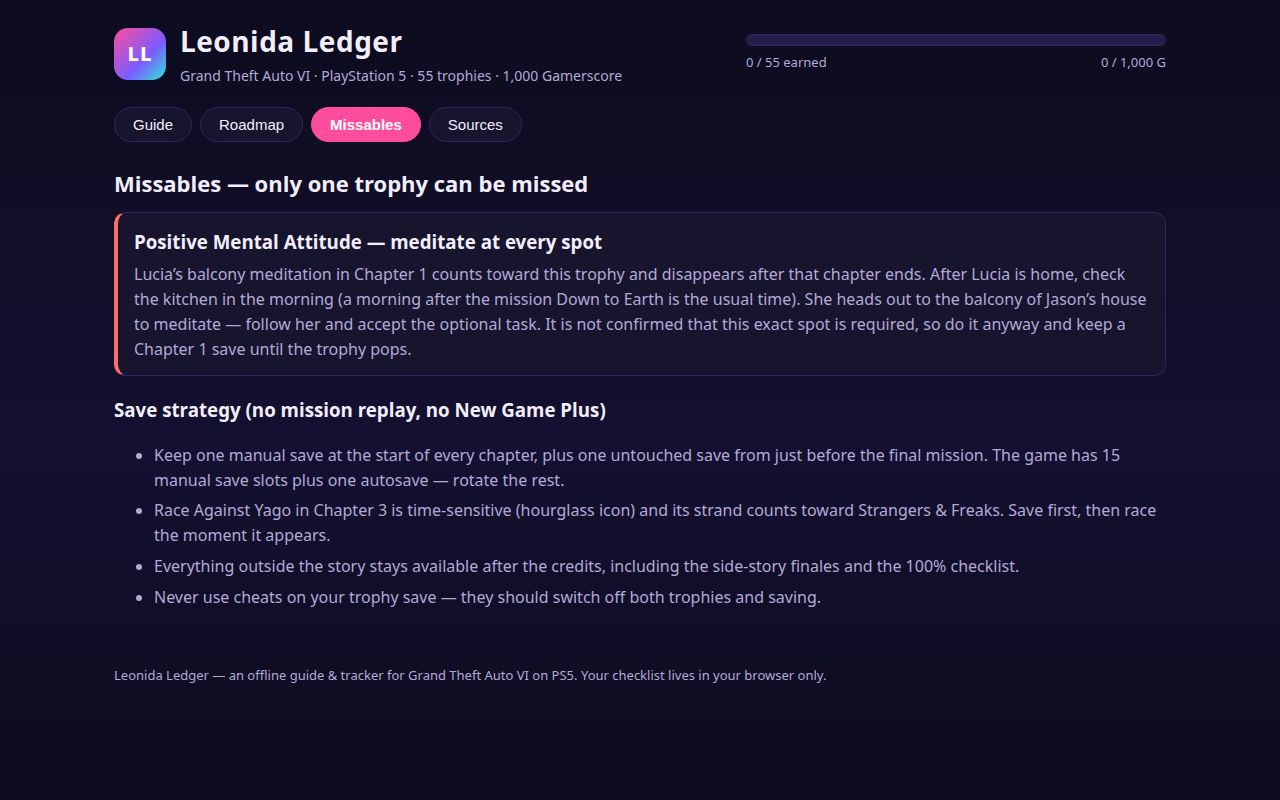 LL
Leonida Ledger
Grand Theft Auto VI · PlayStation 5 · 55 trophies · 1,000 Gamerscore
0 / 55 earned
0 / 1,000 G
Guide
Roadmap
Missables
Sources
Missables — only one trophy can be missed
Positive Mental Attitude — meditate at every spot
Lucia’s balcony meditation in Chapter 1 counts toward this trophy and disappears after that chapter ends. After Lucia is home, check
the kitchen in the morning (a morning after the mission Down to Earth is the usual time). She heads out to the balcony of Jason’s house
to meditate — follow her and accept the optional task. It is not confirmed that this exact spot is required, so do it anyway and keep a
Chapter 1 save until the trophy pops.
Save strategy (no mission replay, no New Game Plus)
Keep one manual save at the start of every chapter, plus one untouched save from just before the final mission. The game has 15
manual save slots plus one autosave — rotate the rest.
Race Against Yago in Chapter 3 is time-sensitive (hourglass icon) and its strand counts toward Strangers & Freaks. Save first, then race
the moment it appears.
Everything outside the story stays available after the credits, including the side-story finales and the 100% checklist.
Never use cheats on your trophy save — they should switch off both trophies and saving.
Leonida Ledger — an offline guide & tracker for Grand Theft Auto VI on PS5. Your checklist lives in your browser only.